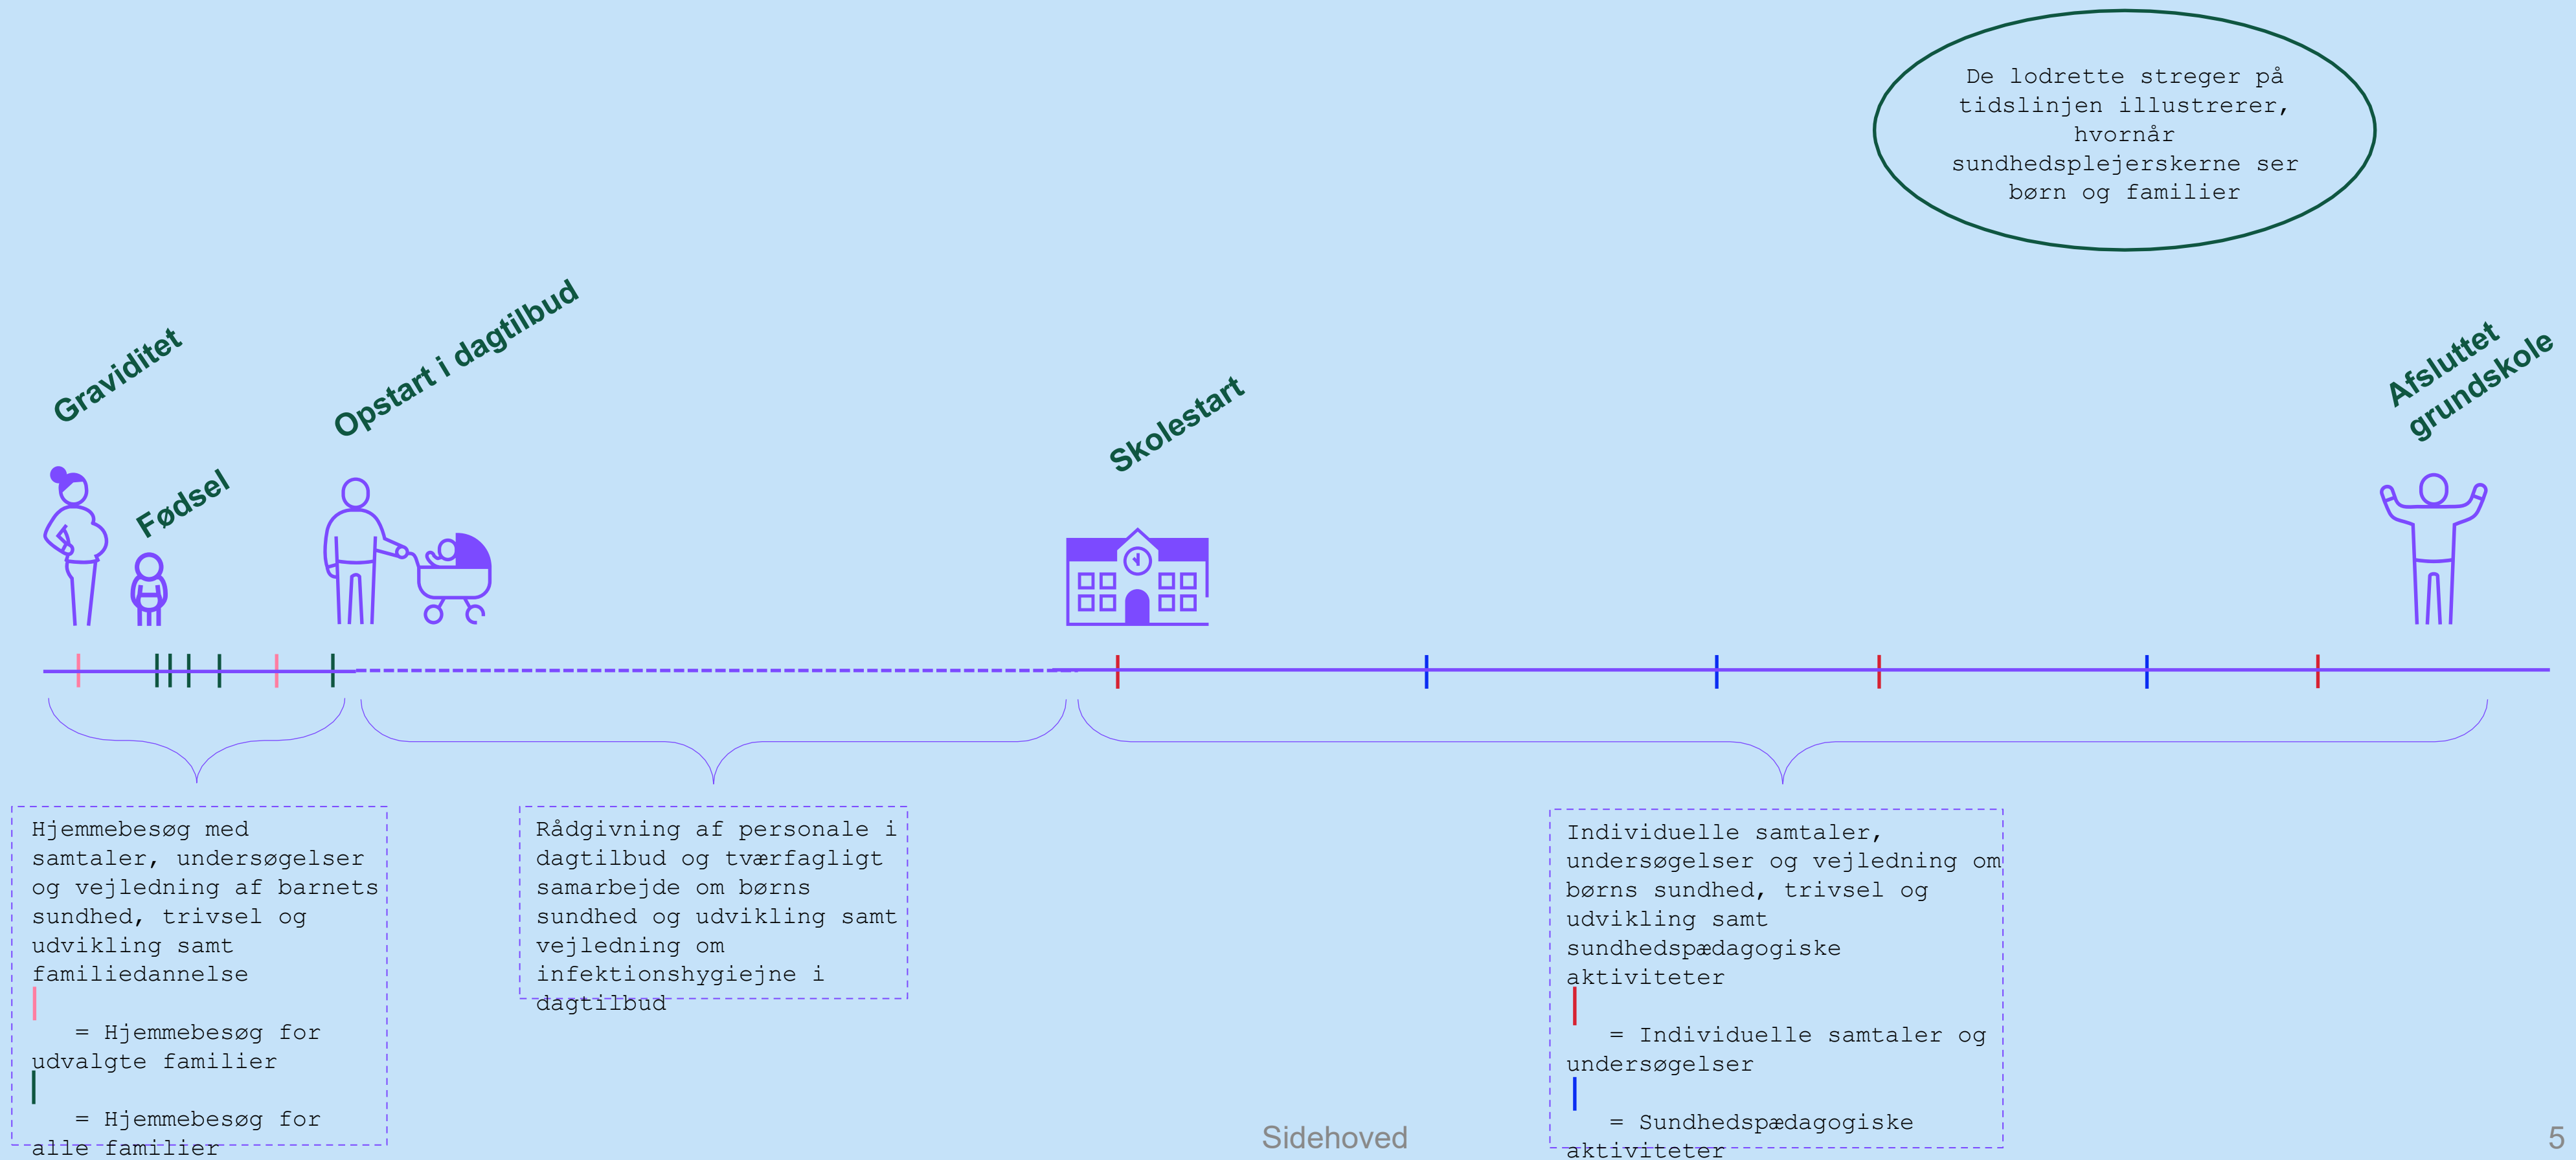 De lodrette streger på
tidslinjen illustrerer,
hvornår
sundhedsplejerskerne ser
børn og familier
Graviditet
Fødsel
Opstart i dagtilbud
Skolestart
Afsluttet
grundskole
Hjemmebesøg med
samtaler, undersøgelser
og vejledning af barnets
sundhed, trivsel og
udvikling samt
familiedannelse
= Hjemmebesøg for
udvalgte familier
= Hjemmebesøg for
alle familier
Rådgivning af personale i
dagtilbud og tværfagligt
samarbejde om børns
sundhed og udvikling samt
vejledning om
infektionshygiejne i
dagtilbud
Individuelle samtaler,
undersøgelser og vejledning om
børns sundhed, trivsel og
udvikling samt
sundhedspædagogiske
aktiviteter
= Individuelle samtaler og
undersøgelser
= Sundhedspædagogiske
aktiviteter
Sidehoved
5